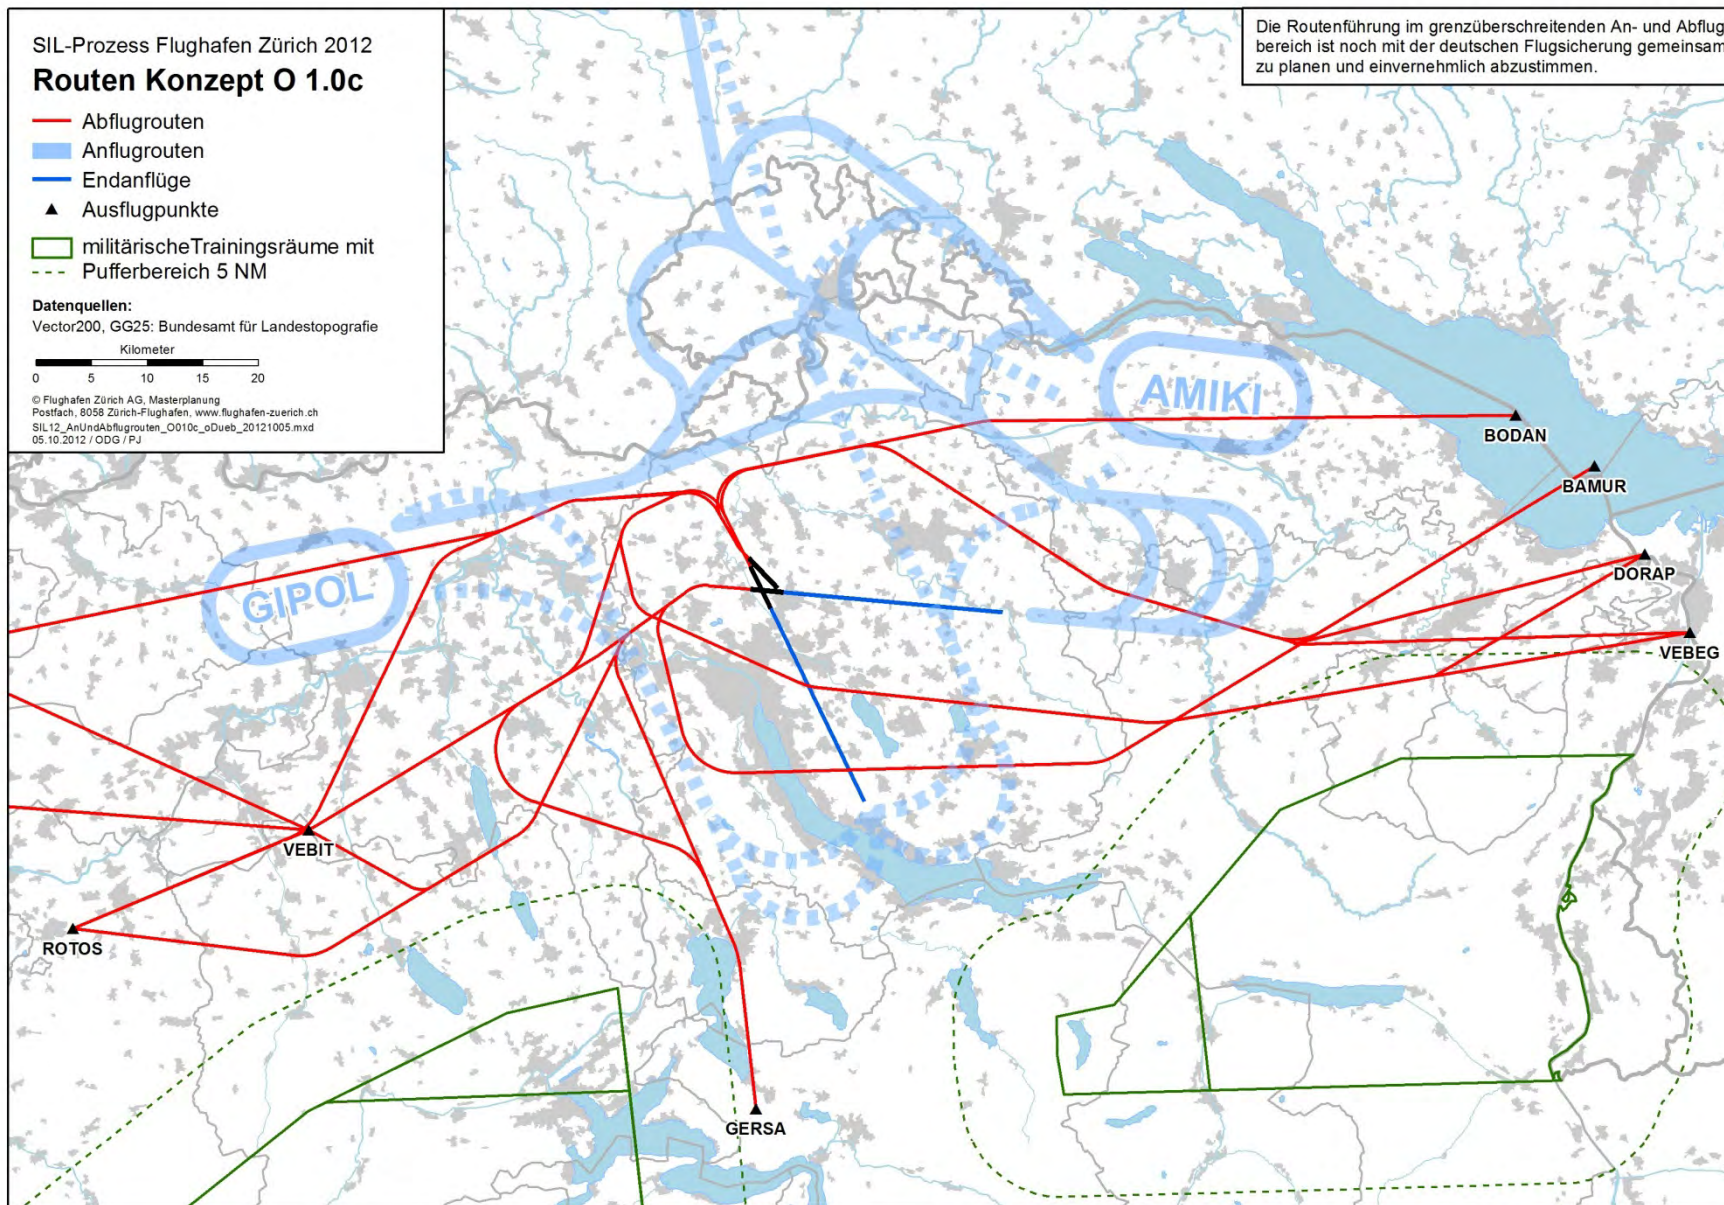 SIL-Prozess Flughafen Zürich 2012
Routen Konzept O 1.0c
Abflugrouten
Anflugrouten
Endanflüge
Ausflugpunkte
militärischeTrainingsräume mit
Pufferbereich 5 NM
Datenquellen:
Vector200, GG25: Bundesamt für Landestopografie
Kilometer
0 5 10 15 20
© Flughafen Zürich AG, Masterplanung
Postfach, 8058 Zürich-Flughafen, www.flughafen-zuerich.ch
SIL12_AnUndAbflugrouten_O010c_oDueb_20121005.mxd
05.10.2012 / ODG / PJ
Die Routenführung im grenzüberschreitenden An- und Abflug
bereich ist noch mit der deutschen Flugsicherung gemeinsam
zu planen und einvernehmlich abzustimmen.
AMIKI
BODAN
BAMUR
DORAP
GIPOL
VEBEG
VEBIT
ROTOS
GERSA